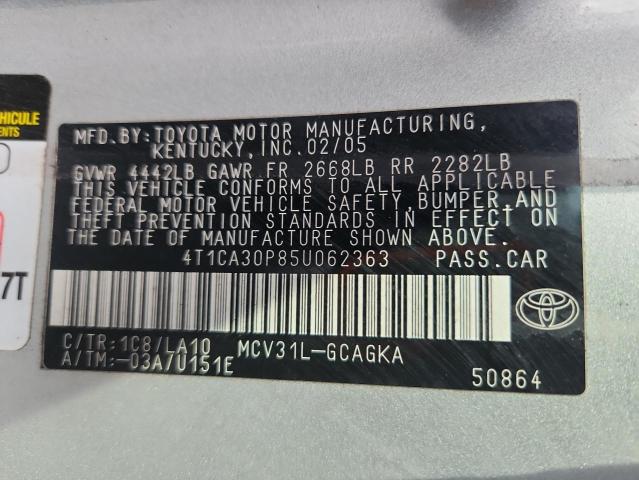 VEHICULE
ENTS
7T
MFD. BY: TOYOTA MOTOR MANUFACTURING,
KENTUCKY, INC. 02/05
GVWR 4442LB GAWR FR 2668LB RR 2282LB
THIS VEHICLE CONFORMS TO ALL APPLICABLE
FEDERAL MOTOR VEHICLE SAFETY, BUMPER, AND
THEFT PREVENTION STANDARDS IN EFFECT ON
THE DATE OF MANUFACTURE SHOWN ABOVE.
4T1CA30P85U062363 PASS. CAR
C/TR: 1C8/LA10 MCV31L-GCAGKA
A/TM: -03A/U151E
50864